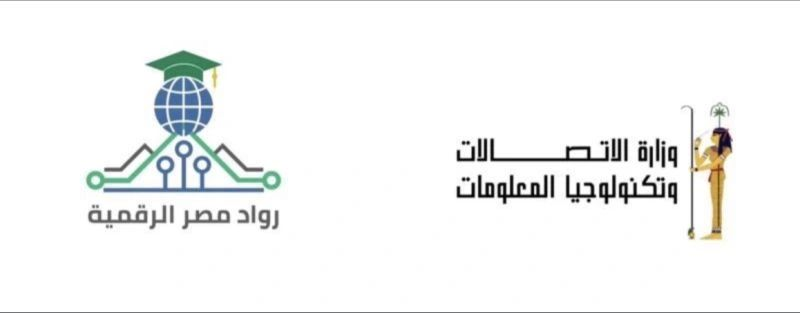 وزارة الاتصالات
وتكنولوجيا المعلومات
رواد مصر الرقمية